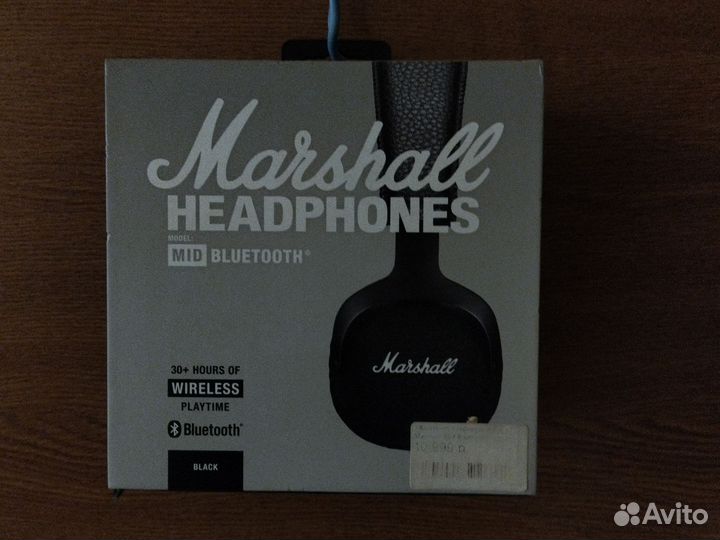 Marshall
HEADPHONES
MODEL:
MID BLUETOOTH®
30+ HOURS OF
WIRELESS
PLAYTIME
Bluetooth®
BLACK
Marshall
Avito